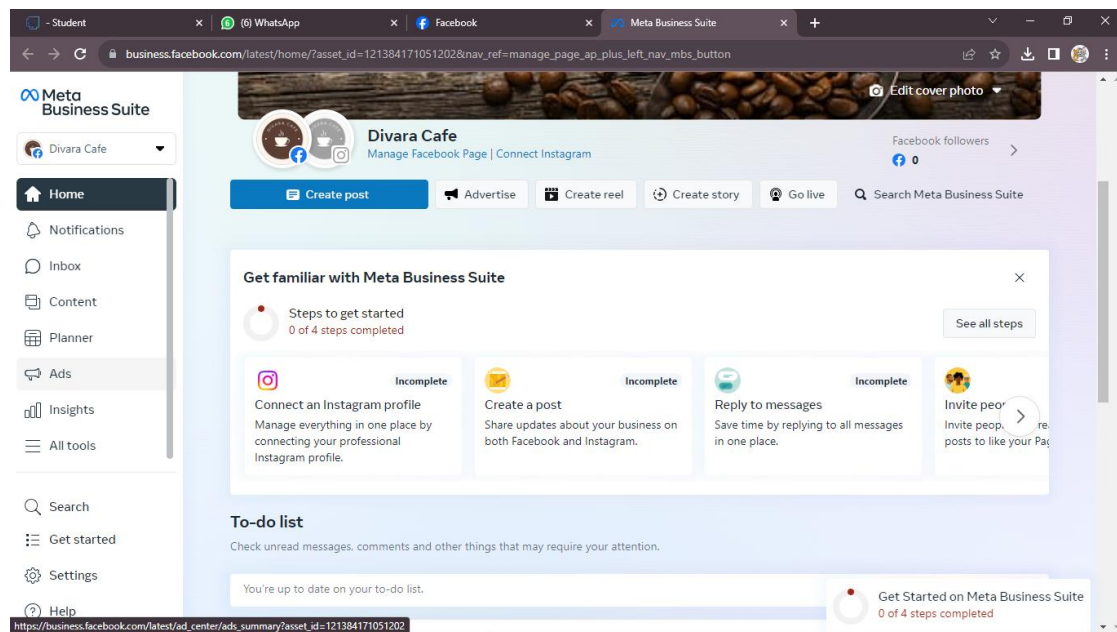 - Student
(6) WhatsApp
Facebook
Meta Business Suite
business.facebook.com/latest/home/?asset_id=121384171051202&nav_ref=manage_page_ap_plus_left_nav_mbs_button
Meta
Business Suite
Divara Cafe
Home
Notifications
Inbox
Content
Planner
Ads
Insights
All tools
Search
Get started
Settings
Help
Edit cover photo
Divara Cafe
Manage Facebook Page | Connect Instagram
Facebook followers
0
Create post
Advertise
Create reel
Create story
Go live
Search Meta Business Suite
Get familiar with Meta Business Suite
Steps to get started
0 of 4 steps completed
See all steps
Incomplete
Connect an Instagram profile
Manage everything in one place by
connecting your professional
Instagram profile.
Incomplete
Create a post
Share updates about your business on
both Facebook and Instagram.
Incomplete
Reply to messages
Save time by replying to all messages
in one place.
Invite
Invite
posts to like your
To-do list
Check unread messages, comments and other things that may require your attention.
You're up to date on your to-do list.
Get Started on Meta Business Suite
0 of 4 steps completed
https://business.facebook.com/latest/ad_center/ads_summary?asset_id=121384171051202